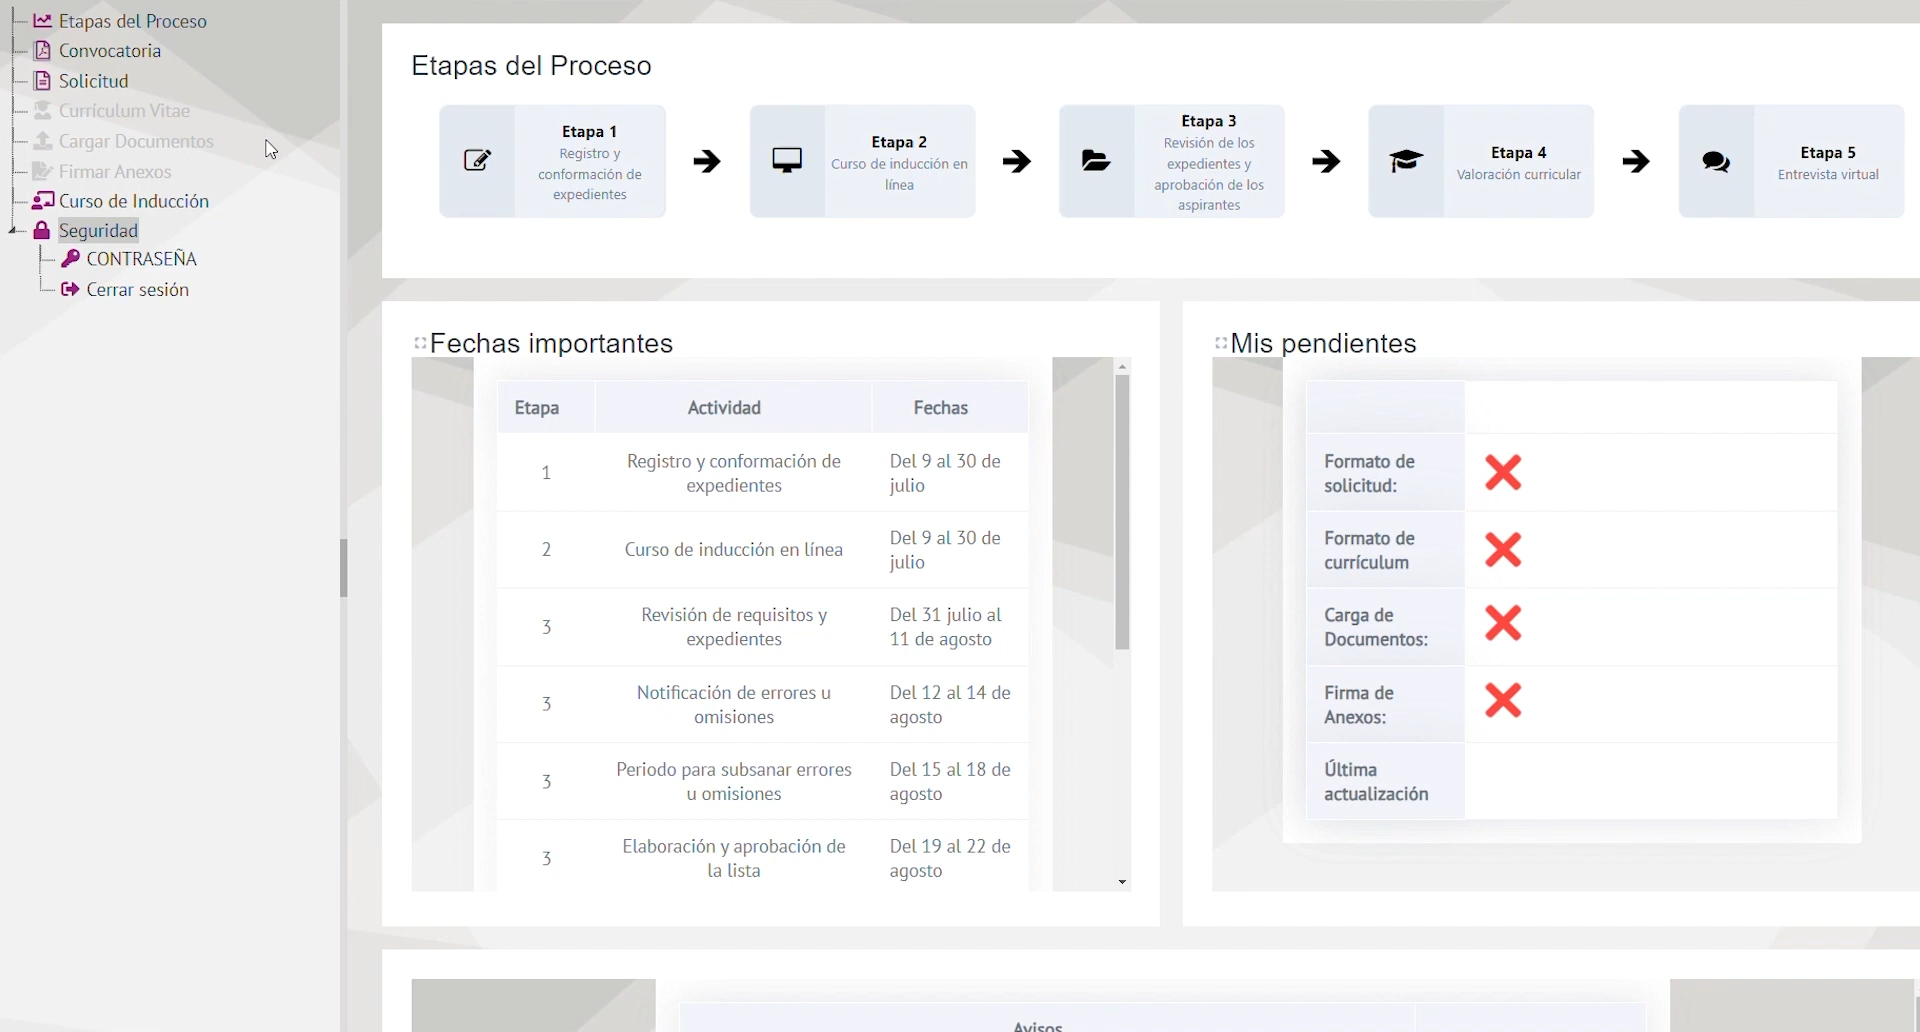 Etapas del Proceso
Convocatoria
Solicitud
Currículum Vitae
Cargar Documentos
Firmar Anexos
Curso de Inducción
Seguridad
CONTRASEÑA
Cerrar sesión
Etapas del Proceso
Etapa 1
Registro y
conformación de
expedientes
Etapa 2
Curso de inducción en
línea
Etapa 3
Revisión de los
expedientes y
aprobación de los
aspirantes
Etapa 4
Valoración curricular
Etapa 5
Entrevista virtual
Fechas importantes
Etapa Actividad Fechas
1 Registro y conformación de Del 9 al 30 de
expedientes julio
2 Curso de inducción en línea Del 9 al 30 de
julio
3 Revisión de requisitos y Del 31 julio al
expedientes 11 de agosto
3 Notificación de errores u Del 12 al 14 de
omisiones agosto
3 Periodo para subsanar errores Del 15 al 18 de
u omisiones agosto
3 Elaboración y aprobación de Del 19 al 22 de
la lista agosto
Mis pendientes
Formato de
solicitud:
Formato de
currículum
Carga de
Documentos:
Firma de
Anexos:
Última
actualización
Avisos